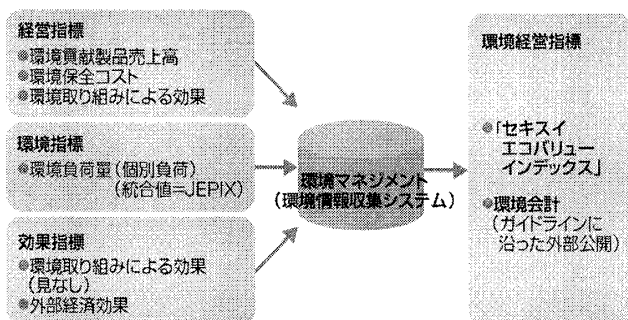 経営指標
●環境貢献製品売上高
●環境保全コスト
●環境取り組みによる効果
環境指標
●環境負荷量(個別負荷)
(統合値=JEPIX)
効果指標
●環境取り組みによる効果
(見なし)
●外部経済効果
環境マネジメント
(環境情報収集システム)
環境経営指標
●「セキスイ
エコバリュー
インデックス」
●環境会計
(ガイドラインに
沿った外部公開)